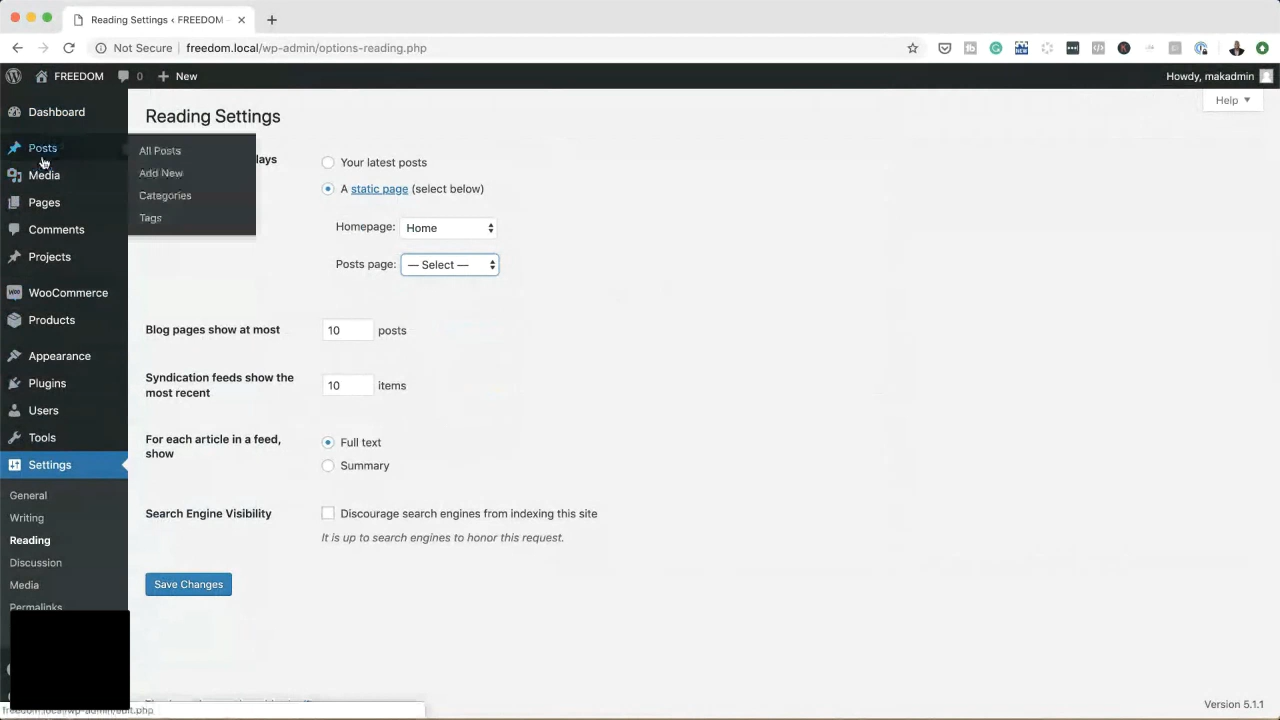 Reading Settings ‹ FREEDOM –
Not Secure freedom.local/wp-admin/options-reading.php
FREEDOM 0 New Howdy, makadmin
Help
Dashboard
Posts
Media
Pages
Comments
Projects
WooCommerce
Products
Appearance
Plugins
Users
Tools
Settings
General
Writing
Reading
Discussion
Media
Permalinks
All Posts
Add New
Categories
Tags
Reading Settings
lays
Your latest posts
A static page (select below)
Homepage: Home
Posts page: — Select —
Blog pages show at most 10 posts
Syndication feeds show the
most recent
10 items
For each article in a feed,
show
Full text
Summary
Search Engine Visibility Discourage search engines from indexing this site
It is up to search engines to honor this request.
Save Changes
Version 5.1.1
freedom.local/wp-admin/edit.php